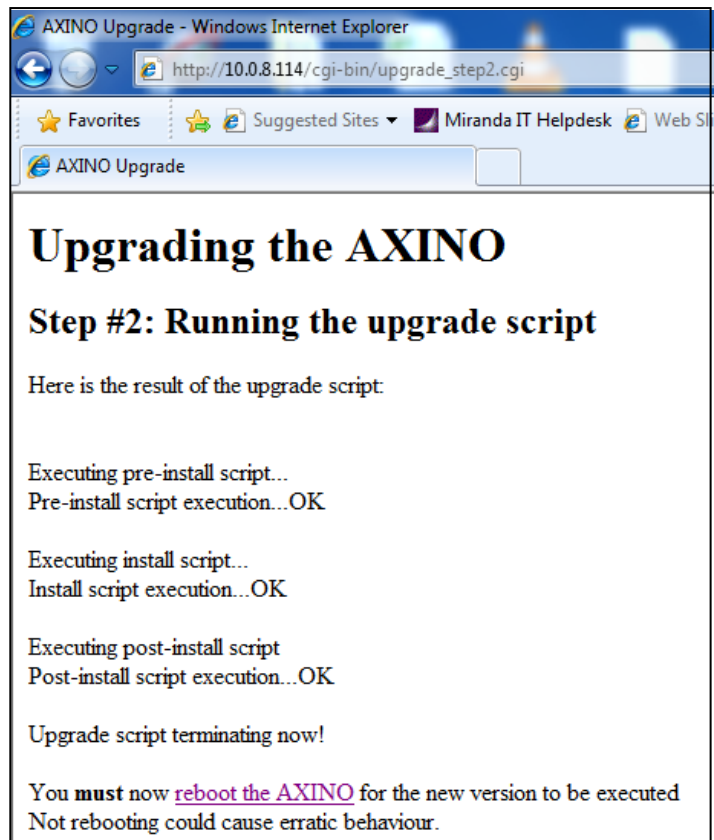 AXINO Upgrade - Windows Internet Explorer
http://10.0.8.114/cgi-bin/upgrade_step2.cgi
Favorites Suggested Sites Miranda IT Helpdesk Web Sli
AXINO Upgrade
Upgrading the AXINO
Step #2: Running the upgrade script
Here is the result of the upgrade script:
Executing pre-install script...
Pre-install script execution...OK
Executing install script...
Install script execution...OK
Executing post-install script
Post-install script execution...OK
Upgrade script terminating now!
You must now reboot the AXINO for the new version to be executed
Not rebooting could cause erratic behaviour.